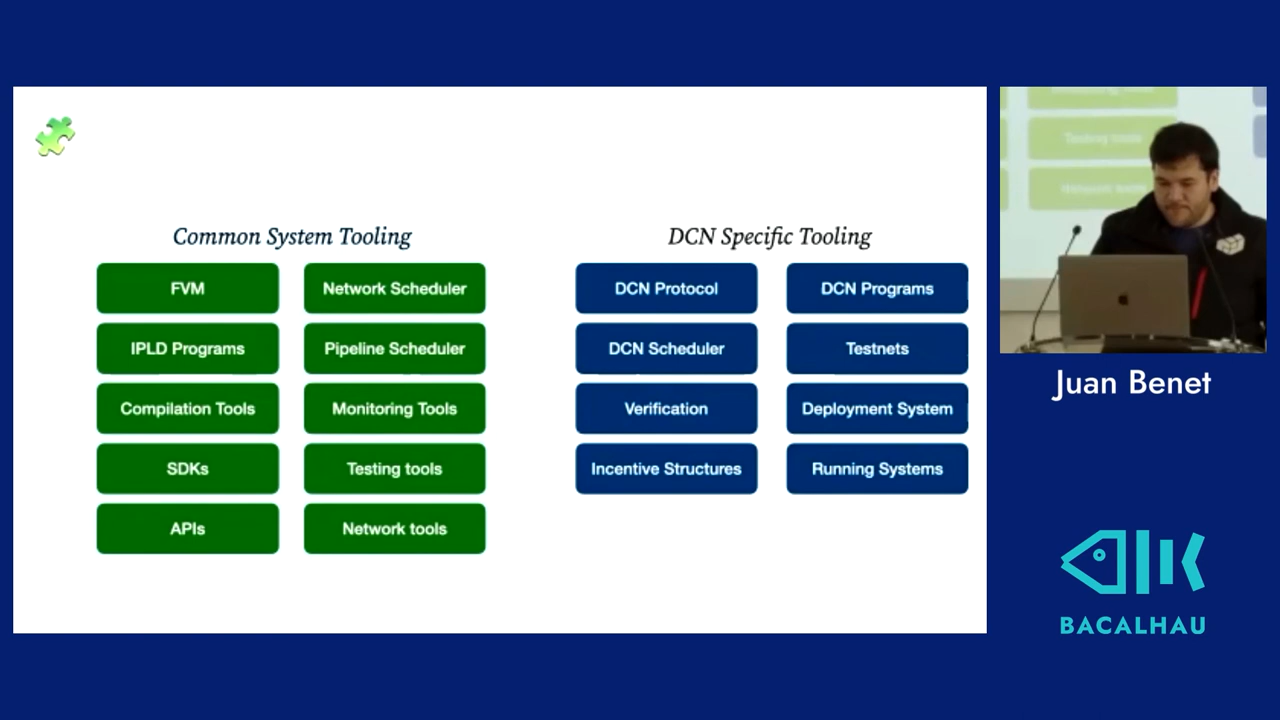 Common System Tooling
FVM
Network Scheduler
IPLD Programs
Pipeline Scheduler
Compilation Tools
Monitoring Tools
SDKs
Testing tools
APIs
Network tools
DCN Specific Tooling
DCN Protocol
DCN Programs
DCN Scheduler
Testnets
Verification
Deployment System
Incentive Structures
Running Systems
Testing tools
Juan Benet
BACALHAU